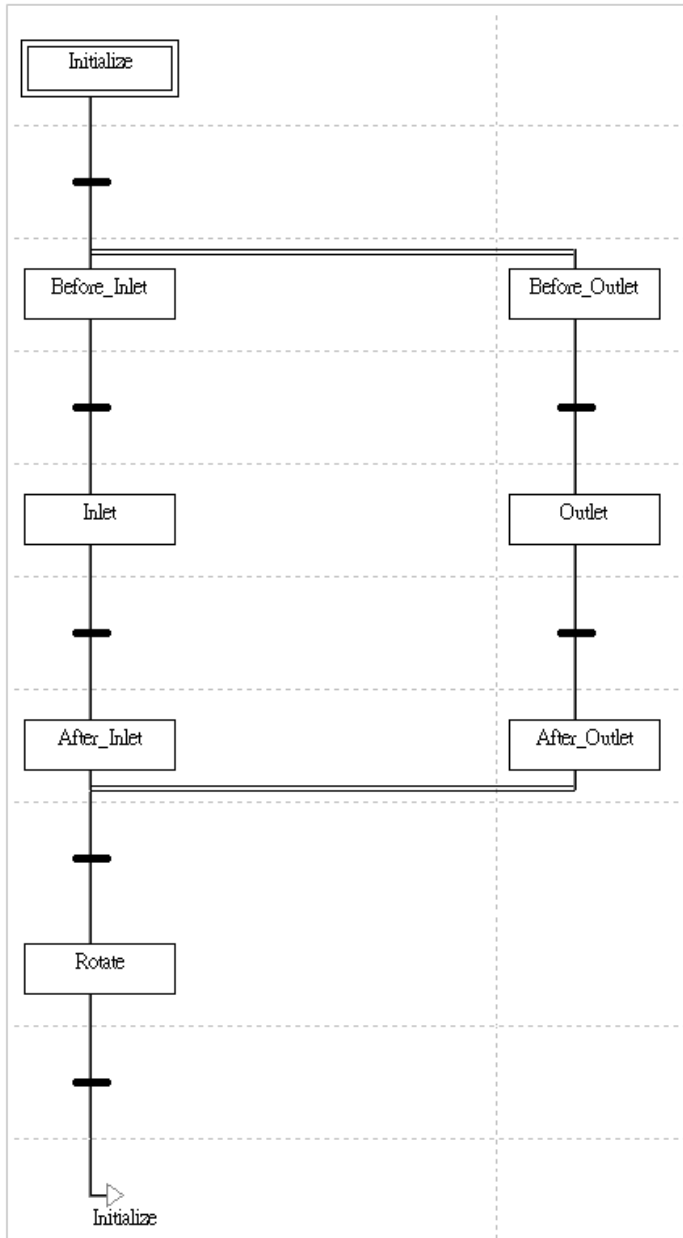 Initialize
Before_Inlet
Before_Outlet
Inlet
Outlet
After_Inlet
After_Outlet
Rotate
Initialize